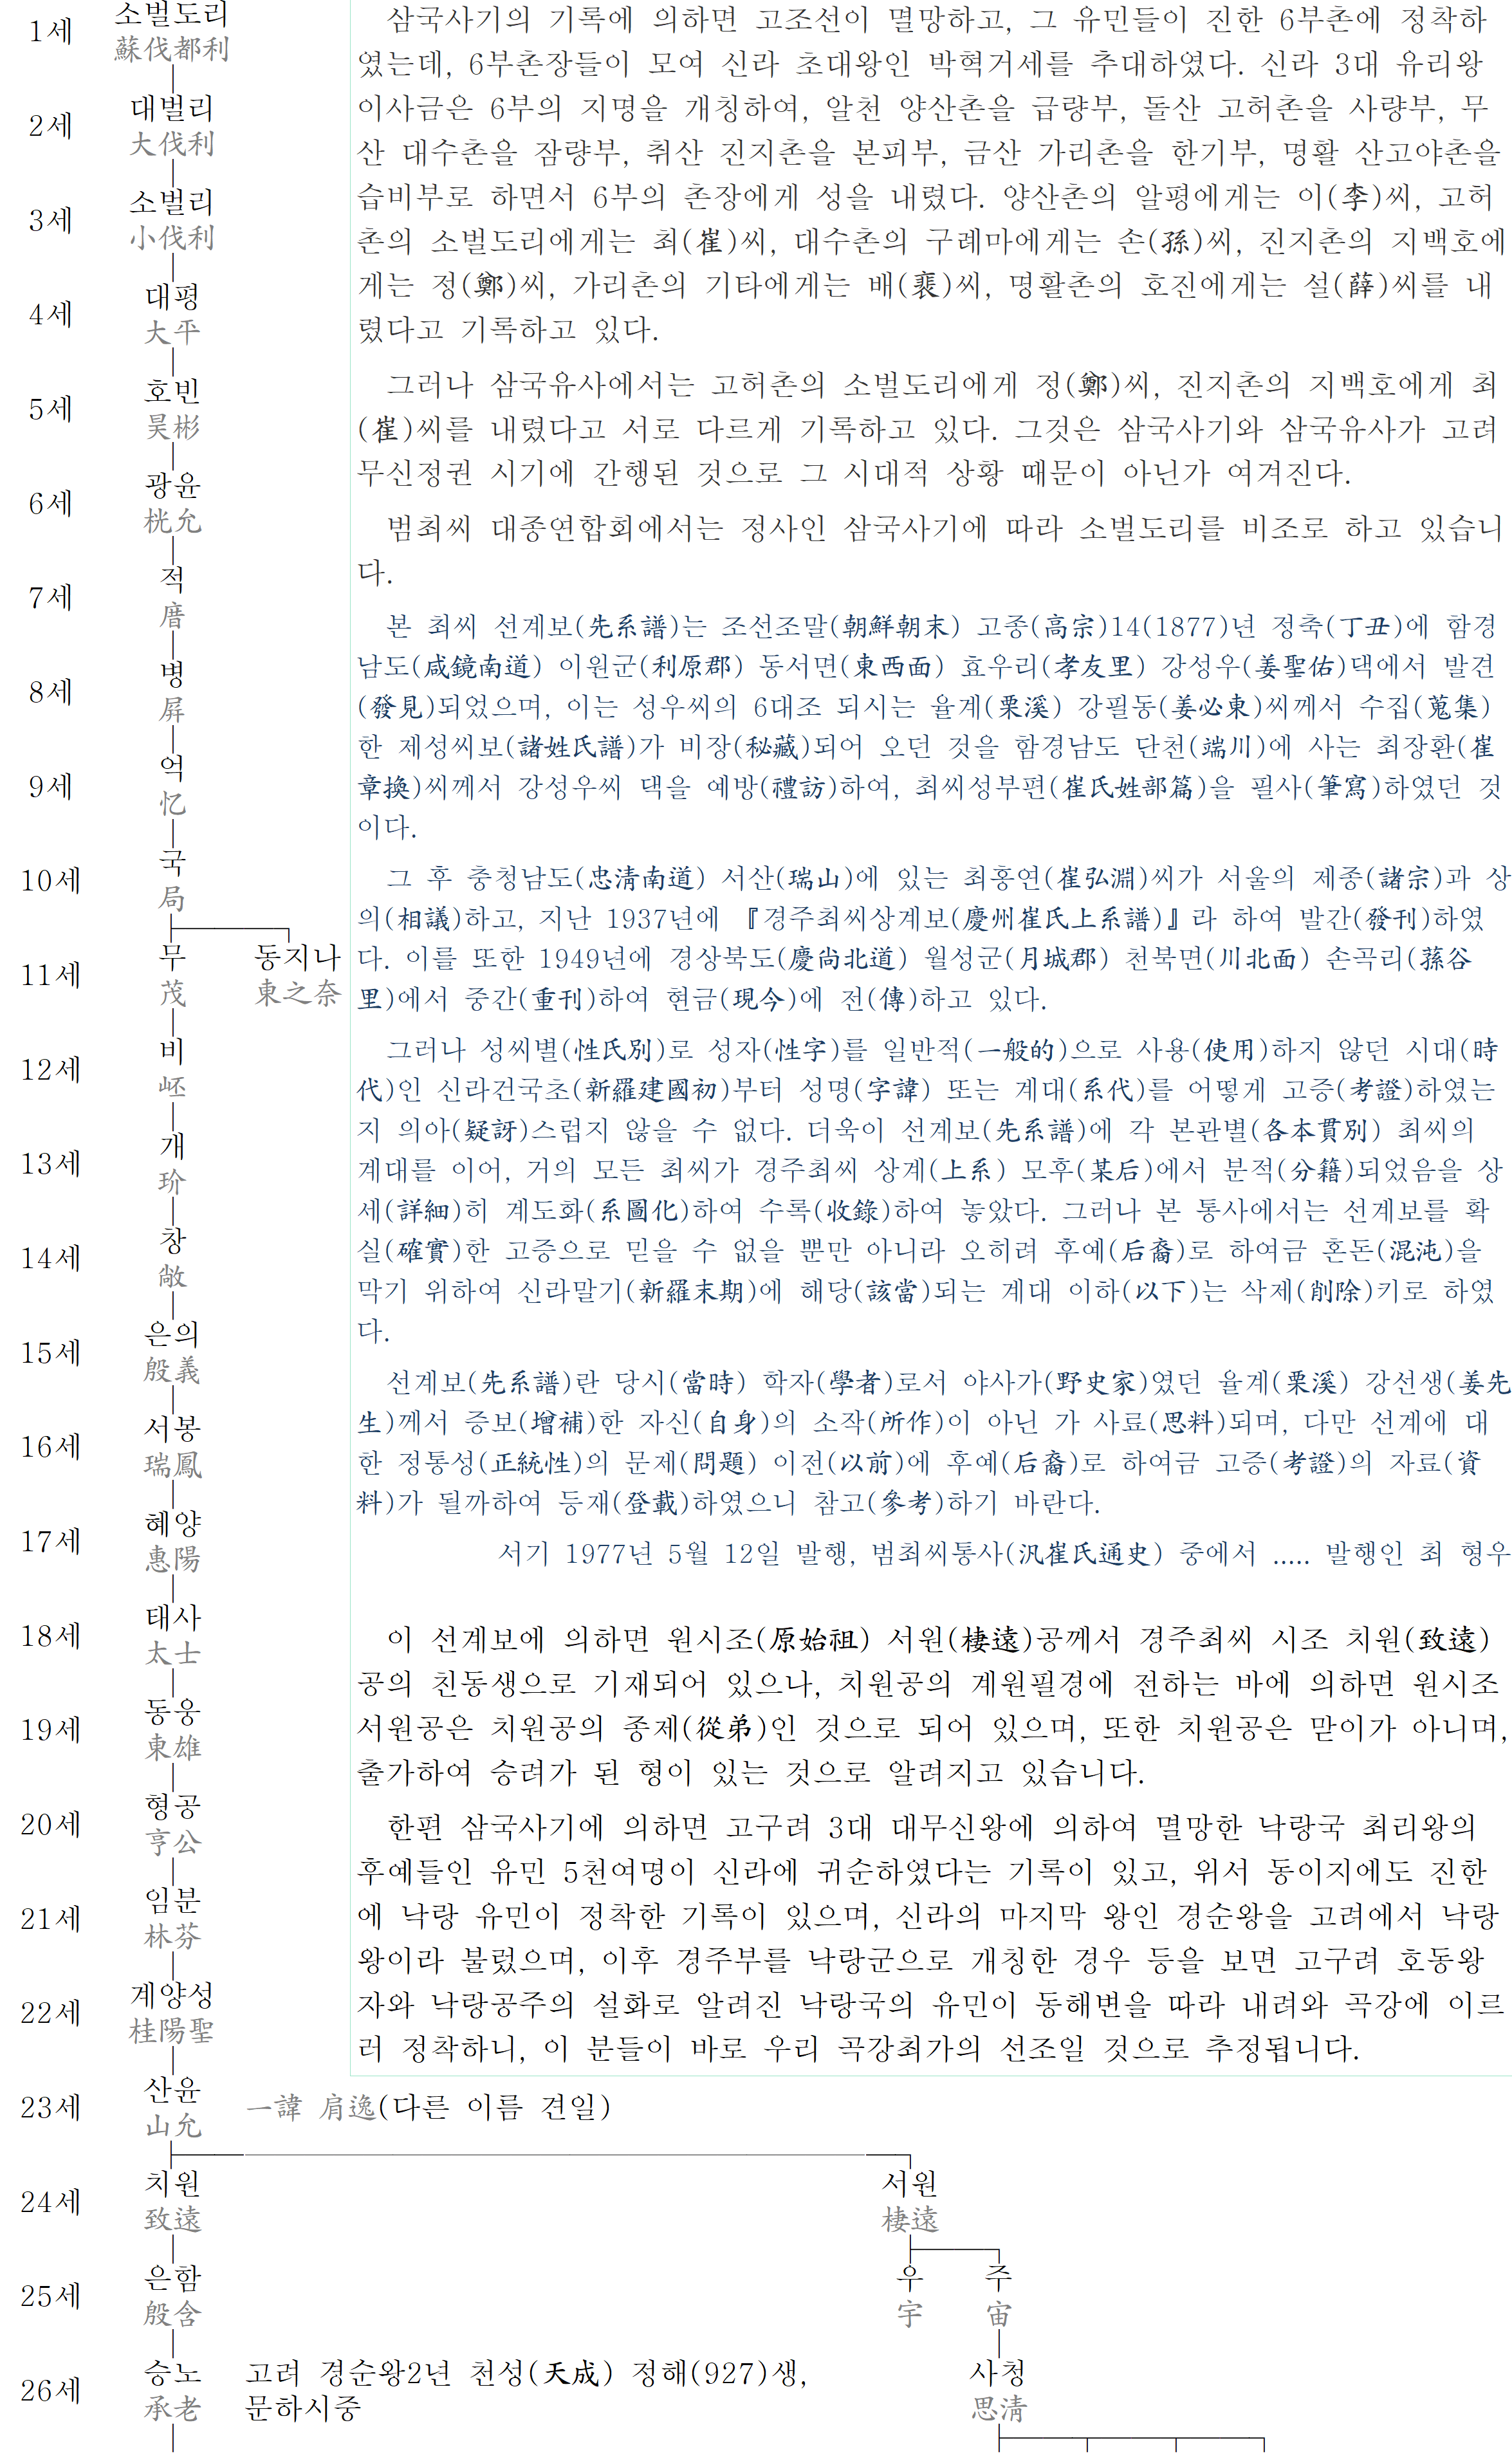 1세
소벌도리
蘇伐都利
2세
대벌리
大伐利
3세
소벌리
小伐利
4세
대평
大平
5세
호빈
昊彬
6세
광윤
桄允
7세
적
厝
8세
병
屛
9세
억
忆
10세
국
局
11세
무
茂
동지나
東之奈
12세
비
岯
13세
개
玠
14세
창
敞
15세
은의
殷義
16세
서봉
瑞鳳
17세
혜양
惠陽
18세
태사
太士
19세
동웅
東雄
20세
형공
亨公
21세
임분
林芬
22세
계양성
桂陽聖
삼국사기의 기록에 의하면 고조선이 멸망하고, 그 유민들이 진한 6부촌에 정착하
였는데, 6부촌장들이 모여 신라 초대왕인 박혁거세를 추대하였다. 신라 3대 유리왕
이사금은 6부의 지명을 개칭하여, 알천 양산촌을 급량부, 돌산 고허촌을 사량부, 무
산 대수촌을 잠량부, 취산 진지촌을 본피부, 금산 가리촌을 한기부, 명활 산고야촌을
습비부로 하면서 6부의 촌장에게 성을 내렸다. 양산촌의 알평에게는 이(李)씨, 고허
촌의 소벌도리에게는 최(崔)씨, 대수촌의 구례마에게는 손(孫)씨, 진지촌의 지백호에
게는 정(鄭)씨, 가리촌의 기타에게는 배(裵)씨, 명활촌의 호진에게는 설(薛)씨를 내
렸다고 기록하고 있다.
그러나 삼국유사에서는 고허촌의 소벌도리에게 정(鄭)씨, 진지촌의 지백호에게 최
(崔)씨를 내렸다고 서로 다르게 기록하고 있다. 그것은 삼국사기와 삼국유사가 고려
무신정권 시기에 간행된 것으로 그 시대적 상황 때문이 아닌가 여겨진다.
범최씨 대종연합회에서는 정사인 삼국사기에 따라 소벌도리를 비조로 하고 있습니
다.
본 최씨 선계보(先系譜)는 조선조말(朝鮮朝末) 고종(高宗)14(1877)년 정축(丁丑)에 함경
남도(咸鏡南道) 이원군(利原郡) 동서면(東西面) 효우리(孝友里) 강성우(姜聖佑)댁에서 발견
(發見)되었으며, 이는 성우씨의 6대조 되시는 율계(栗溪) 강필동(姜必東)씨께서 수집(蒐集)
한 제성씨보(諸姓氏譜)가 비장(秘藏)되어 오던 것을 함경남도 단천(端川)에 사는 최장환(崔
章換)씨께서 강성우씨 댁을 예방(禮訪)하여, 최씨성부편(崔氏姓部篇)을 필사(筆寫)하였던 것
이다.
그 후 충청남도(忠淸南道) 서산(瑞山)에 있는 최홍연(崔弘淵)씨가 서울의 제종(諸宗)과 상
의(相議)하고, 지난 1937년에 『경주최씨상계보(慶州崔氏上系譜)』라 하여 발간(發刊)하였
다. 이를 또한 1949년에 경상북도(慶尙北道) 월성군(月城郡) 천북면(川北面) 손곡리(蓀谷
里)에서 중간(重刊)하여 현금(現今)에 전(傳)하고 있다.
그러나 성씨별(性氏別)로 성자(性字)를 일반적(一般的)으로 사용(使用)하지 않던 시대(時
代)인 신라건국초(新羅建國初)부터 성명(字諱) 또는 계대(系代)를 어떻게 고증(考證)하였는
지 의아(疑訝)스럽지 않을 수 없다. 더욱이 선계보(先系譜)에 각 본관별(各本貫別) 최씨의
계대를 이어, 거의 모든 최씨가 경주최씨 상계(上系) 모후(某后)에서 분적(分籍)되었음을 상
세(詳細)히 계도화(系圖化)하여 수록(收錄)하여 놓았다. 그러나 본 통사에서는 선계보를 확
실(確實)한 고증으로 믿을 수 없을 뿐만 아니라 오히려 후예(后裔)로 하여금 혼돈(混沌)을
막기 위하여 신라말기(新羅末期)에 해당(該當)되는 계대 이하(以下)는 삭제(削除)키로 하였
다.
선계보(先系譜)란 당시(當時) 학자(學者)로서 야사가(野史家)였던 율계(栗溪) 강선생(姜先
生)께서 증보(增補)한 자신(自身)의 소작(所作)이 아닌 가 사료(思料)되며, 다만 선계에 대
한 정통성(正統性)의 문제(問題) 이전(以前)에 후예(后裔)로 하여금 고증(考證)의 자료(資
料)가 될까하여 등재(登載)하였으니 참고(參考)하기 바란다.
서기 1977년 5월 12일 발행, 범최씨통사(汎崔氏通史) 중에서 ..... 발행인 최 형우
이 선계보에 의하면 원시조(原始祖) 서원(棲遠)공께서 경주최씨 시조 치원(致遠)
공의 친동생으로 기재되어 있으나, 치원공의 계원필경에 전하는 바에 의하면 원시조
서원공은 치원공의 종제(從弟)인 것으로 되어 있으며, 또한 치원공은 맏이가 아니며,
출가하여 승려가 된 형이 있는 것으로 알려지고 있습니다.
한편 삼국사기에 의하면 고구려 3대 대무신왕에 의하여 멸망한 낙랑국 최리왕의
후예들인 유민 5천여명이 신라에 귀순하였다는 기록이 있고, 위서 동이지에도 진한
에 낙랑 유민이 정착한 기록이 있으며, 신라의 마지막 왕인 경순왕을 고려에서 낙랑
왕이라 불렀으며, 이후 경주부를 낙랑군으로 개칭한 경우 등을 보면 고구려 호동왕
자와 낙랑공주의 설화로 알려진 낙랑국의 유민이 동해변을 따라 내려와 곡강에 이르
러 정착하니, 이 분들이 바로 우리 곡강최가의 선조일 것으로 추정됩니다.
23세
산윤
山允
一諱 肩逸(다른 이름 견일)
24세
치원
致遠
서원
棲遠
25세
은함
殷含
우
宇
주
宙
26세
승노
承老
고려 경순왕2년 천성(天成) 정해(927)생,
문하시중
사청
思淸